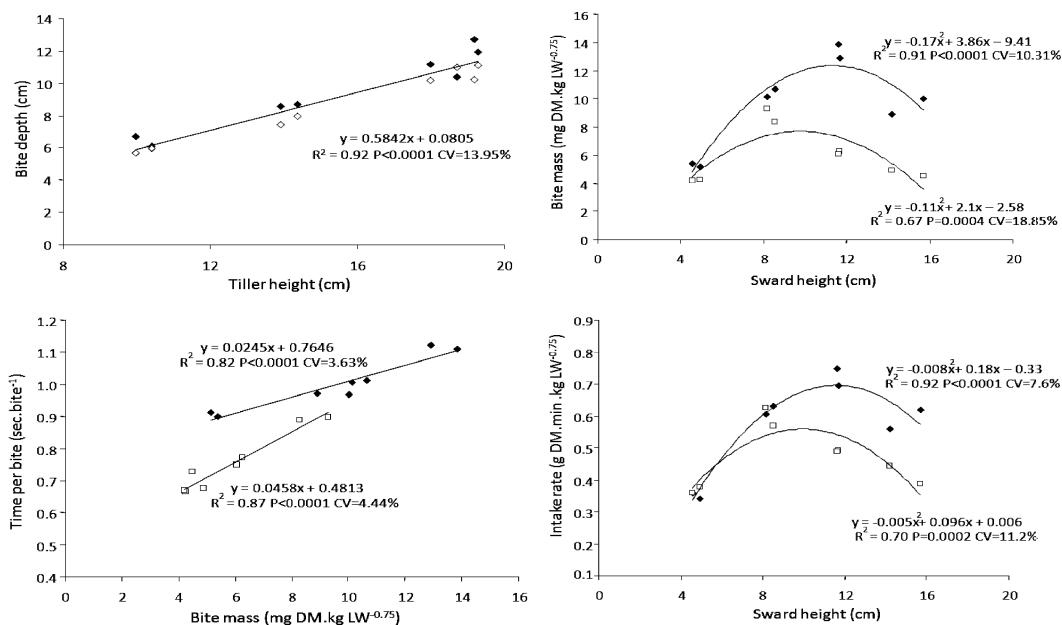 14
12
10
8
6
4
2
0
Bite depth (cm)
y = 0.5842x + 0.0805
R² = 0.92 P<0.0001 CV=13.95%
8
12
16
20
Tiller height (cm)
18
16
14
12
10
8
6
4
2
0
Bite mass (mg DM.kg LW-0.75)
y = -0.17x² + 3.86x – 9.41
R² = 0.91 P<0.0001 CV=10.31%
y = -0.11x² + 2.1x – 2.58
R² = 0.67 P=0.0004 CV=18.85%
0
4
8
12
16
20
Sward height (cm)
1.2
1.1
1.0
0.9
0.8
0.7
0.6
0.5
0.4
Time per bite (sec.bite-1)
y = 0.0245x + 0.7646
R² = 0.82 P<0.0001 CV=3.63%
y = 0.0458x + 0.4813
R² = 0.87 P<0.0001 CV=4.44%
0
2
4
6
8
10
12
14
16
Bite mass (mg DM.kg LW-0.75)
0.9
0.8
0.7
0.6
0.5
0.4
0.3
0.2
0.1
Intake rate (g DM.min .kg LW-0.75)
y = -0.008x² + 0.18x – 0.33
R² = 0.92 P<0.0001 CV=7.6%
y = -0.005x² + 0.096x + 0.006
R² = 0.70 P=0.0002 CV=11.2%
0
4
8
12
16
20
Sward height (cm)